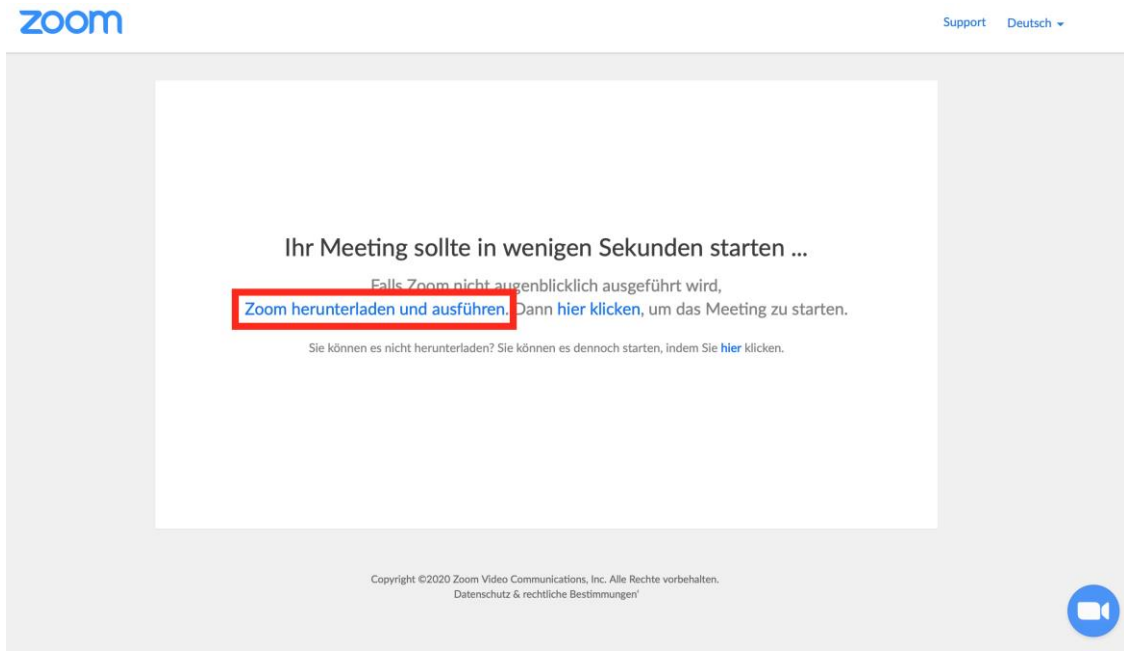 zoom
Support Deutsch
Ihr Meeting sollte in wenigen Sekunden starten ...
Falls Zoom nicht augenblicklich ausgeführt wird,
Zoom herunterladen und ausführen. Dann hier klicken, um das Meeting zu starten.
Sie können es nicht herunterladen? Sie können es dennoch starten, indem Sie hier klicken.
Copyright ©2020 Zoom Video Communications, Inc. Alle Rechte vorbehalten.
Datenschutz & rechtliche Bestimmungen'